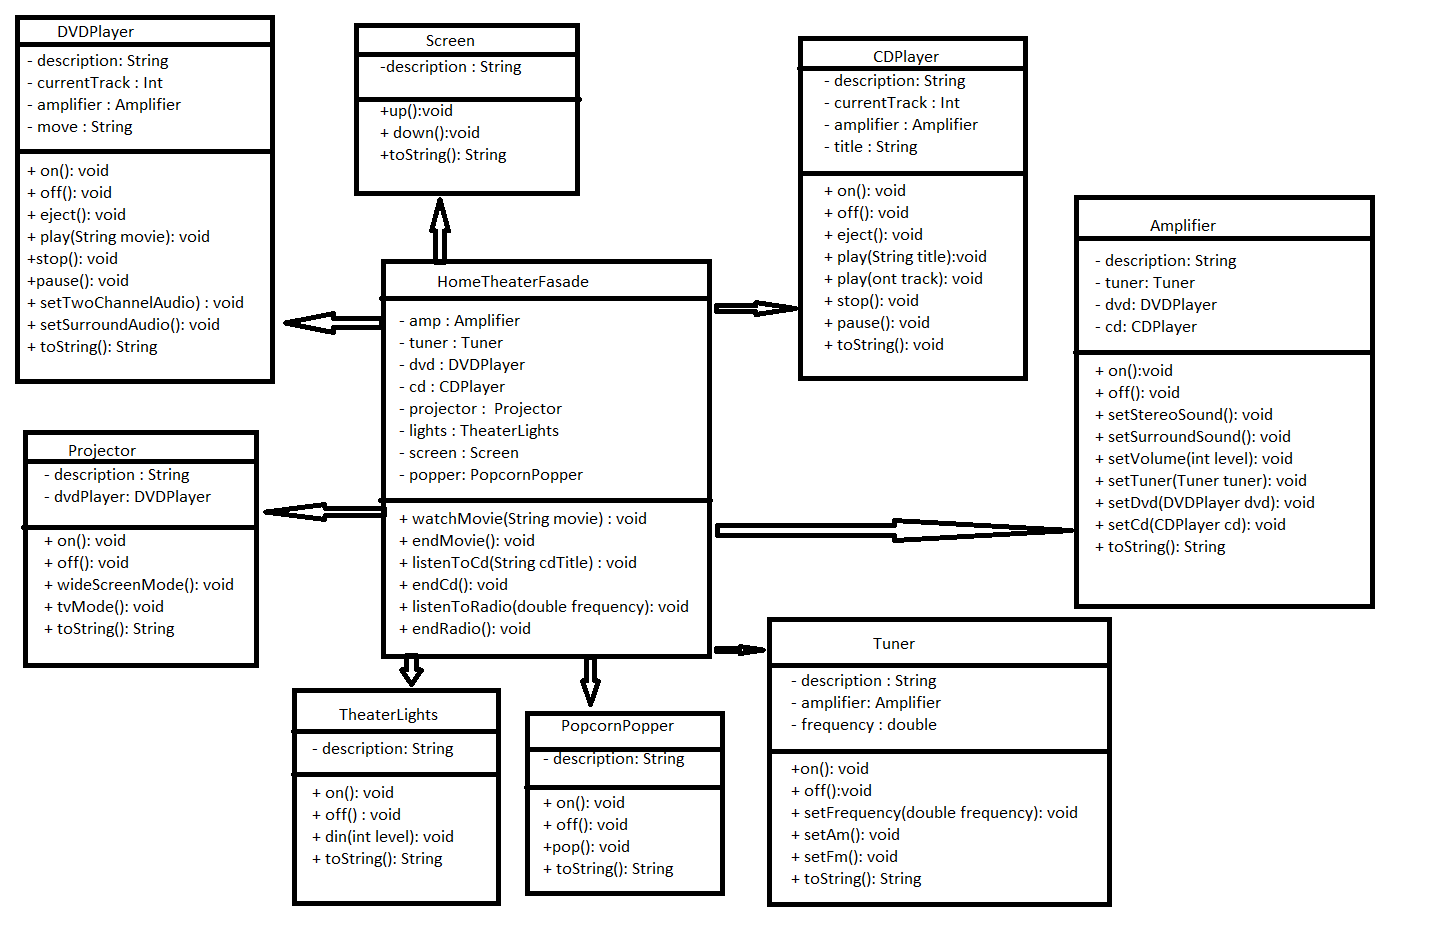 DVDPlayer
- description: String
- currentTrack : Int
- amplifier : Amplifier
- move : String
+ on(): void
+ off(): void
+ eject(): void
+ play(String movie): void
+stop(): void
+pause(): void
+ setTwoChannelAudio) : void
+ setSurroundAudio(): void
+ toString(): String
Screen
-description : String
+up():void
+ down():void
+toString(): String
CDPlayer
- description: String
- currentTrack : Int
- amplifier : Amplifier
- title : String
+ on(): void
+ off(): void
+ eject(): void
+ play(String title):void
+ play(ont track): void
+ stop(): void
+ pause(): void
+ toString(): void
Amplifier
- description: String
- tuner: Tuner
- dvd: DVDPlayer
- cd: CDPlayer
+ on():void
+ off(): void
+ setStereoSound(): void
+ setSurroundSound(): void
+ setVolume(int level): void
+ setTuner(Tuner tuner): void
+ setDvd(DVDPlayer dvd): void
+ setCd(CDPlayer cd): void
+ toString(): String
HomeTheaterFasade
- amp : Amplifier
- tuner : Tuner
- dvd : DVDPlayer
- cd : CDPlayer
- projector : Projector
- lights : TheaterLights
- screen : Screen
- popper: PopcornPopper
+ watchMovie(String movie) : void
+ endMovie(): void
+ listenToCd(String cdTitle) : void
+ endCd(): void
+ listenToRadio(double frequency): void
+ endRadio(): void
Projector
- description : String
- dvdPlayer: DVDPlayer
+ on(): void
+ off(): void
+ wideScreenMode(): void
+ tvMode(): void
+ toString(): String
TheaterLights
- description: String
+ on(): void
+ off() : void
+ din(int level): void
+ toString(): String
PopcornPopper
- description: String
+ on(): void
+ off(): void
+pop(): void
+ toString(): String
Tuner
- description : String
- amplifier: Amplifier
- frequency : double
+on(): void
+ off():void
+ setFrequency(double frequency): void
+ setAm(): void
+ setFm(): void
+ toString(): String